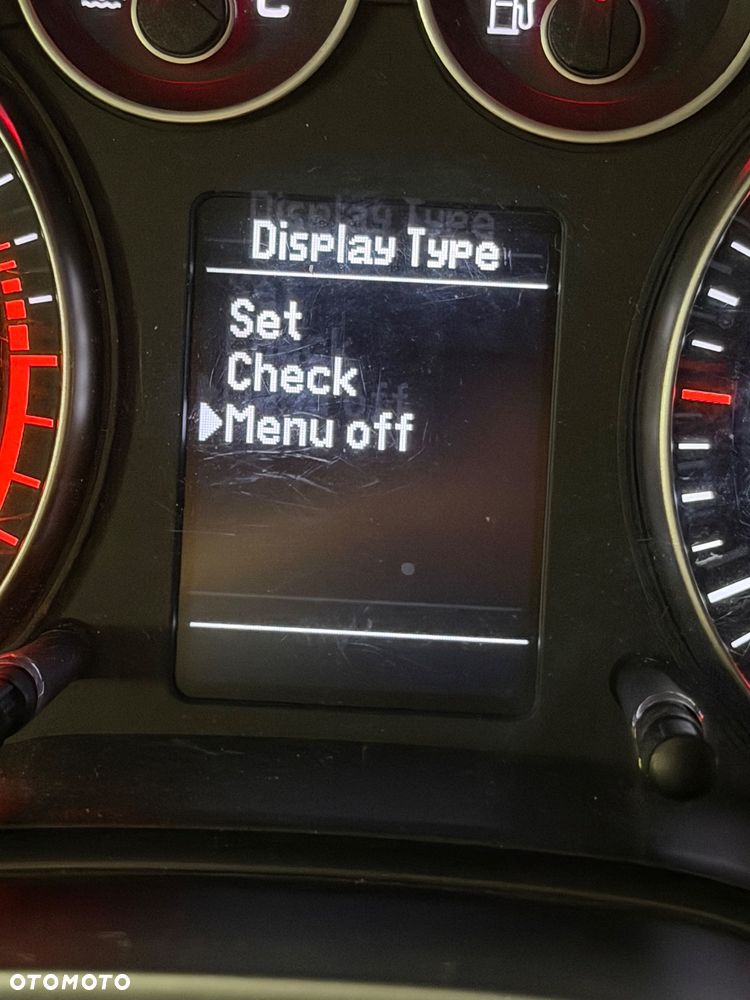 C
Display Type
Set
Check
Menu off
OTOMOTO